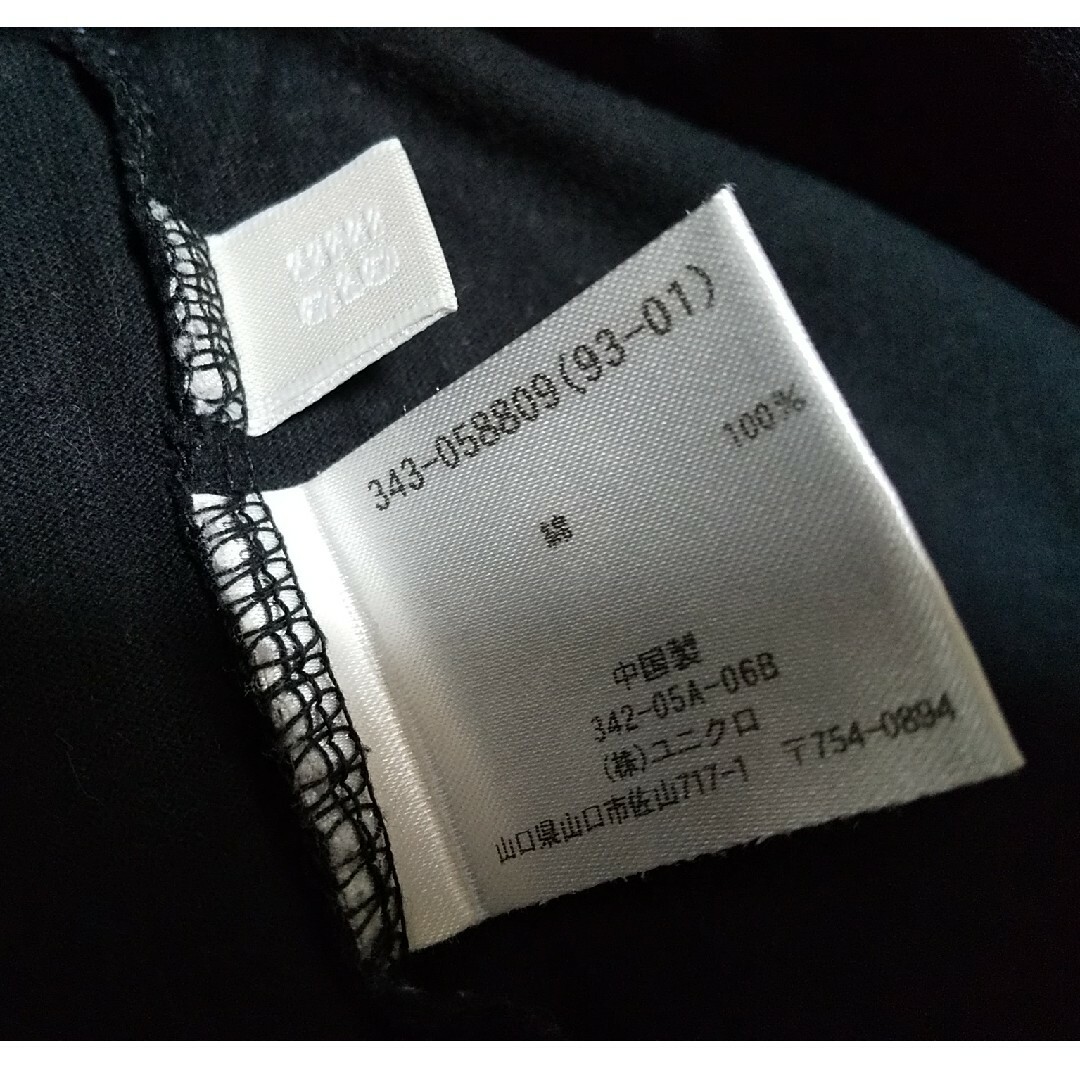 343-058809(93-01)
綿 100%
中国製
342-05A-06B
(株)ユニクロ
山口県山口市佐山717-1 〒754-0894